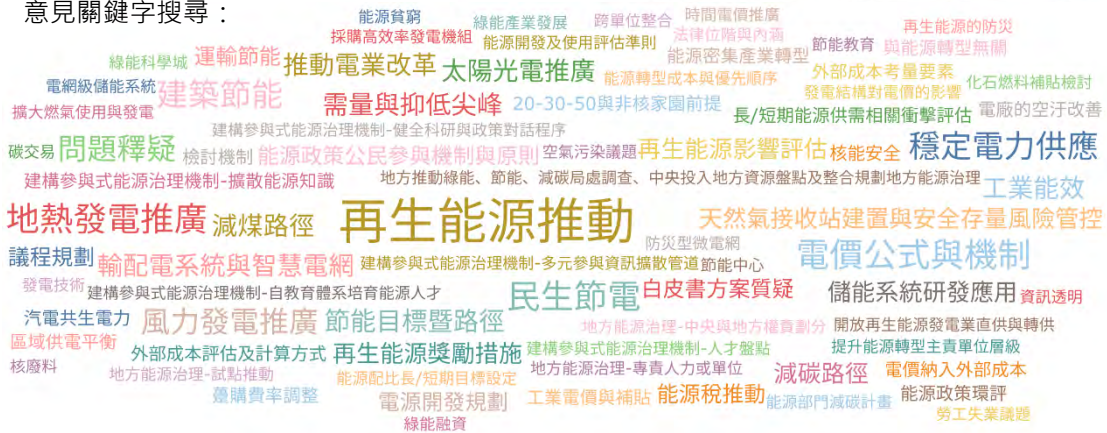 意見關鍵字搜尋：
能源貧窮
綠能產業發展
跨單位整合
時間電價推廣
採購高效率發電機組
能源開發及使用評估準則
法律位階與內涵
再生能源的防災
綠能科學城
運輸節能
推動電業改革
太陽光電推廣
能源密集產業轉型
節能教育
與能源轉型無關
電網級儲能系統
建築節能
能源轉型成本與優先順序
外部成本考量要素
化石燃料補貼檢討
發電結構對電價的影響
擴大燃氣使用與發電
需量與抑低尖峰
20-30-50與非核家園前提
長/短期能源供需相關衝擊評估
電廠的空汙改善
建構參與式能源治理機制-健全科研與政策對話程序
碳交易
問題釋疑
檢討機制
能源政策公民參與機制與原則
空氣污染議題
再生能源影響評估
核能安全
穩定電力供應
建構參與式能源治理機制-擴散能源知識
地方推動綠能、節能、減碳局處調查、中央投入地方資源盤點及整合規劃地方能源治理
工業能效
地熱發電推廣
減煤路徑
再生能源推動
天然氣接收站建置與安全存量風險管控
防災型微電網
議程規劃
輸配電系統與智慧電網
建構參與式能源治理機制-多元參與資訊擴散管道
節能中心
電價公式與機制
發電技術
建構參與式能源治理機制-自教育體系培育能源人才
民生節電
白皮書方案質疑
儲能系統研發應用
資訊透明
汽電共生電力
風力發電推廣
節能目標暨路徑
地方能源治理-中央與地方權責劃分
開放再生能源發電業直供與轉供
區域供電平衡
外部成本評估及計算方式
再生能源獎勵措施
建構參與式能源治理機制-人才盤點
提升能源轉型主責單位層級
核廢料
地方能源治理-試點推動
能源配比長/短期目標設定
地方能源治理-專責人力或單位
減碳路徑
電價納入外部成本
躉購費率調整
電源開發規劃
工業電價與補貼
能源稅推動
能源部門減碳計畫
能源政策環評
綠能融資
勞工失業議題